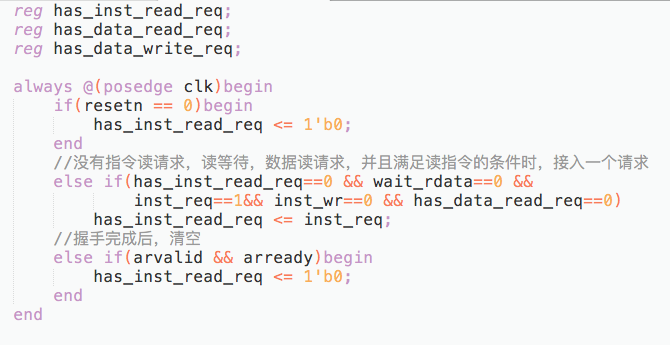 reg has_inst_read_req;
reg has_data_read_req;
reg has_data_write_req;

always @(posedge clk)begin
    if(resetn == 0)begin
        has_inst_read_req <= 1'b0;
    end
    //没有指令读请求，读等待，数据读请求，并且满足读指令的条件时，接入一个请求
    else if(has_inst_read_req==0 && wait_rdata==0 &&
            inst_req==1&& inst_wr==0 && has_data_read_req==0)
        has_inst_read_req <= inst_req;
    //握手完成后，清空
    else if(arvalid && arready)begin
        has_inst_read_req <= 1'b0;
    end
end